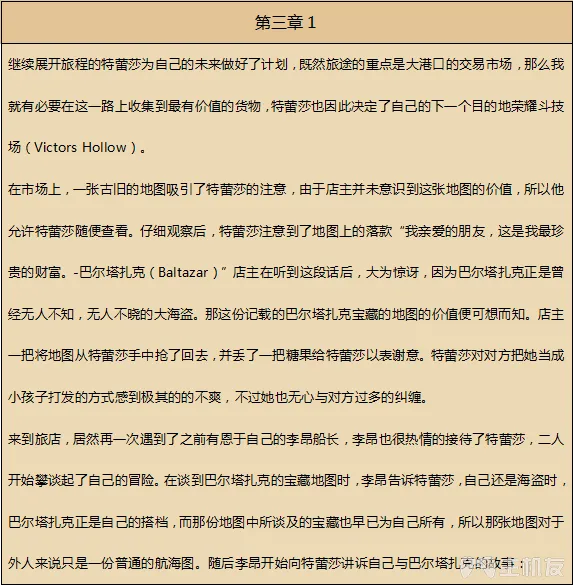 第三章 1
继续展开旅程的特蕾莎为自己的未来做好了计划，既然旅途的重点是大港口的交易市场，那么我
就有必要在这一路上收集到最有价值的货物，特蕾莎也因此决定了自己的下一个目的地荣耀斗技
场（Victors Hollow）。
在市场上，一张古旧的地图吸引了特蕾莎的注意，由于店主并未意识到这张地图的价值，所以他
允许特蕾莎随便查看。仔细观察后，特蕾莎注意到了地图上的落款“我亲爱的朋友，这是我最珍
贵的财富。-巴尔塔扎克（Baltazar）”店主在听到这段话后，大为惊讶，因为巴尔塔扎克正是曾
经无人不知，无人不晓的大海盗。那这份记载的巴尔塔扎克宝藏的地图的价值便可想而知。店主
一把将地图从特蕾莎手中抢了回去，并丢了一把糖果给特蕾莎以表谢意。特蕾莎对对方把她当成
小孩子打发的方式感到极其的的不爽，不过她也无心与对方过多的纠缠。
来到旅店，居然再一次遇到了之前有恩于自己的李昂船长，李昂也很热情的接待了特蕾莎，二人
开始攀谈起了自己的冒险。在谈到巴尔塔扎克的宝藏地图时，李昂告诉特蕾莎，自己还是海盗时，
巴尔塔扎克正是自己的搭档，而那份地图中所谈及的宝藏也早已为自己所有，所以那张地图对于
外人来说只是一份普通的航海图。随后李昂开始向特蕾莎讲诉自己与巴尔塔扎克的故事：